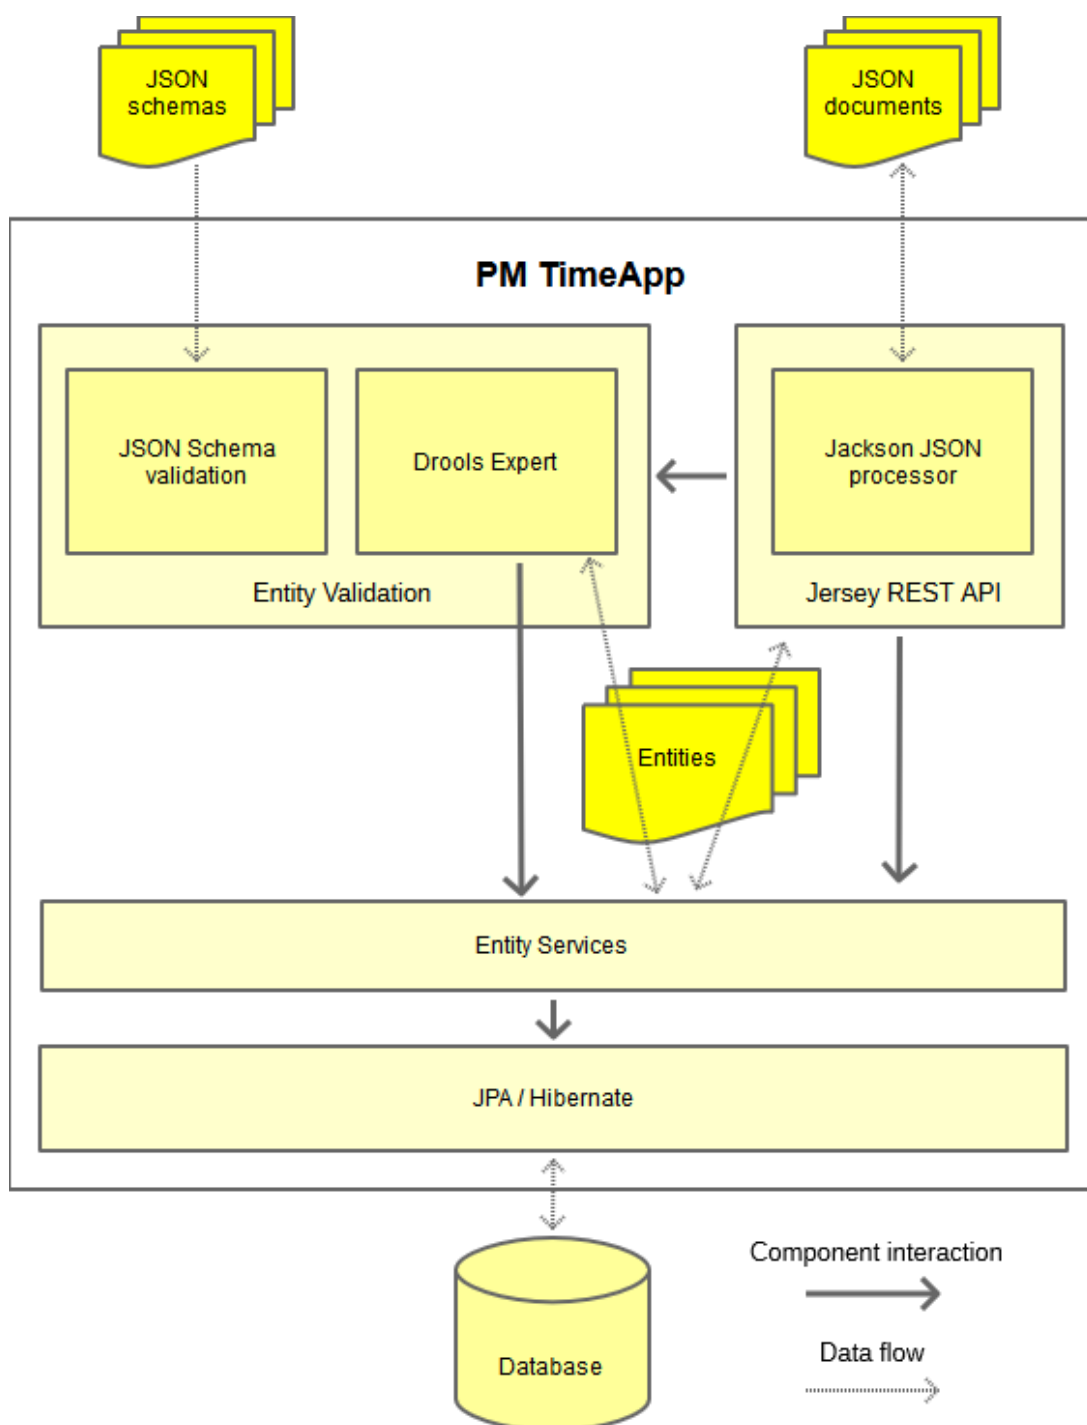 JSON
schemas
JSON
documents
PM TimeApp
JSON Schema
validation
Drools Expert
Jackson JSON
processor
Entity Validation
Jersey REST API
Entities
Entity Services
JPA / Hibernate
Component interaction
Data flow
Database